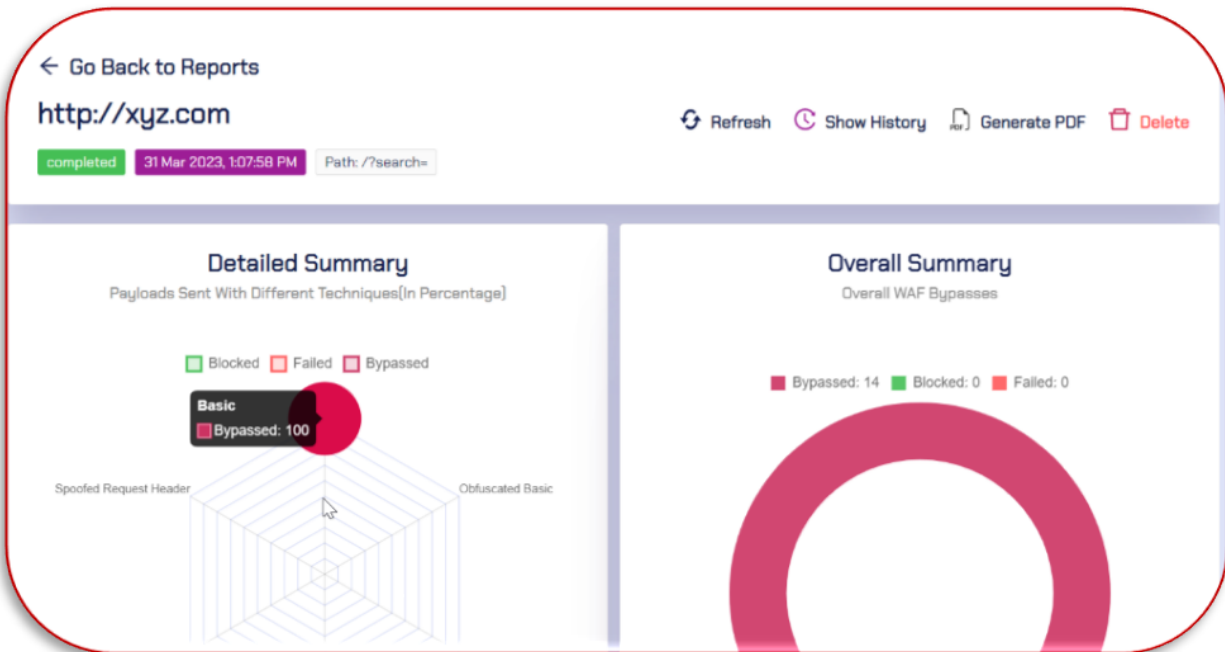 ← Go Back to Reports
http://xyz.com
Refresh Show History Generate PDF Delete
completed 31 Mar 2023, 1:07:58 PM Path: /?search=
Detailed Summary
Payloads Sent With Different Techniques(In Percentage)
Blocked Failed Bypassed
Basic
Bypassed: 100
Spoofed Request Header
Obfuscated Basic
Overall Summary
Overall WAF Bypasses
Bypassed: 14 Blocked: 0 Failed: 0